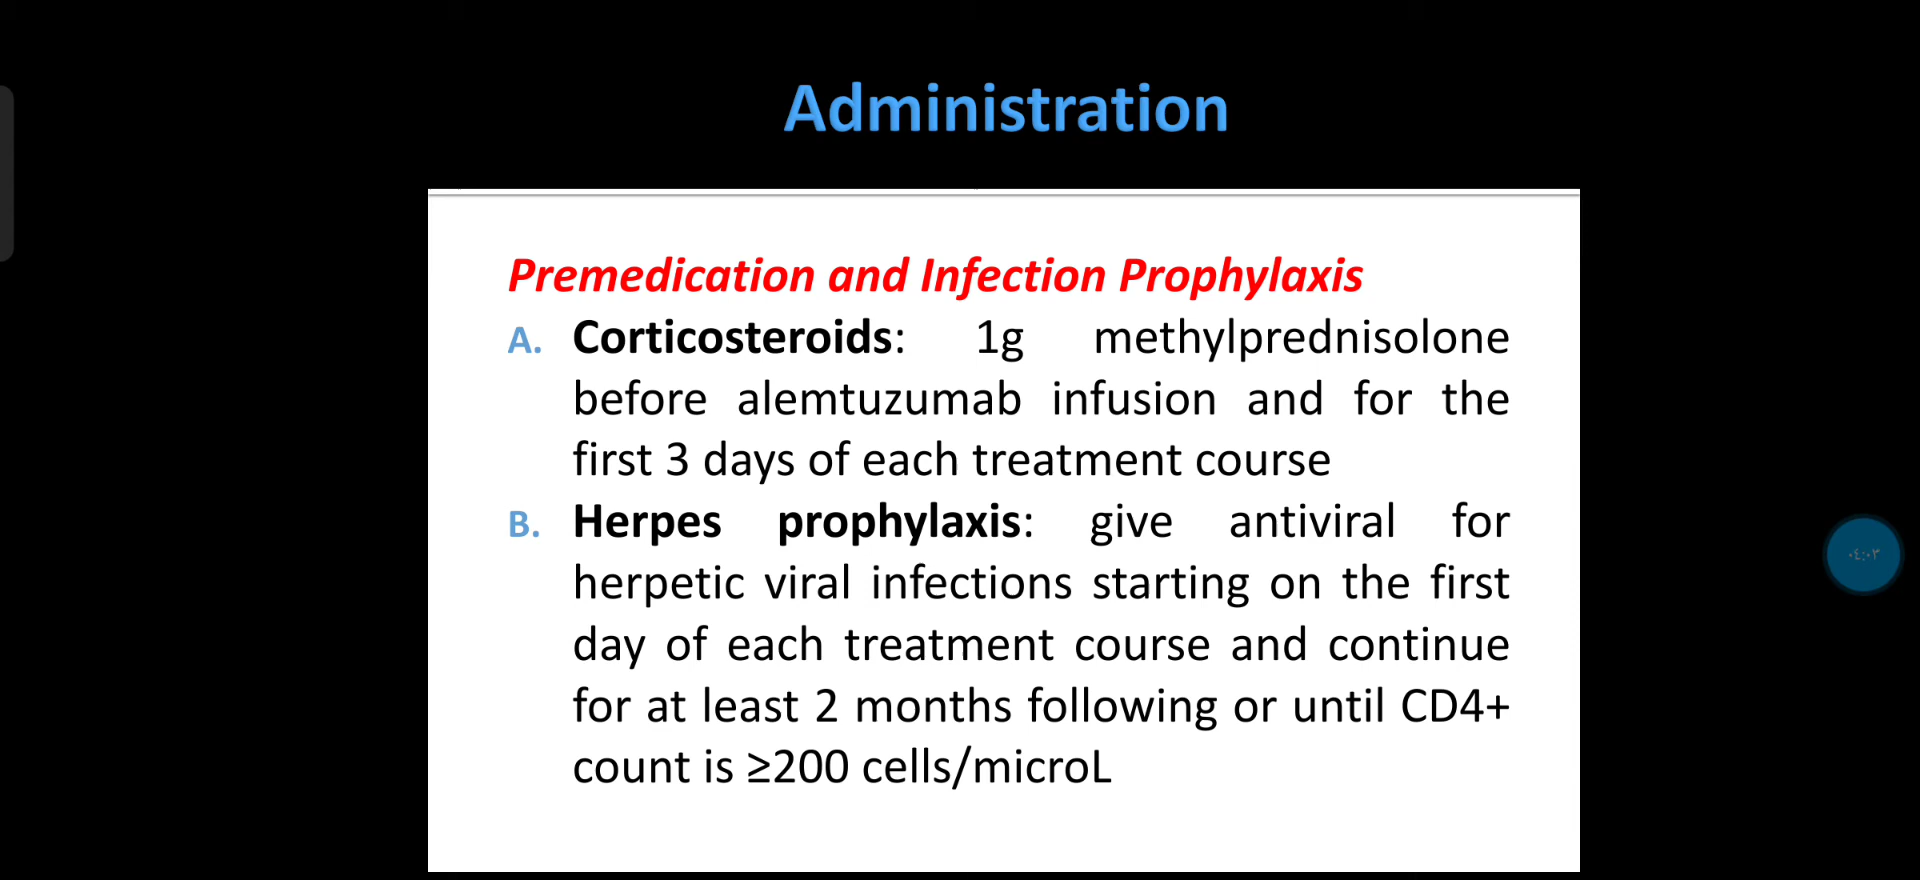 Administration
Premedication and Infection Prophylaxis
A. Corticosteroids: 1g methylprednisolone
before alemtuzumab infusion and for the
first 3 days of each treatment course
B. Herpes prophylaxis: give antiviral for
herpetic viral infections starting on the first
day of each treatment course and continue
for at least 2 months following or until CD4+
count is ≥200 cells/microL
٠٤:٠٣